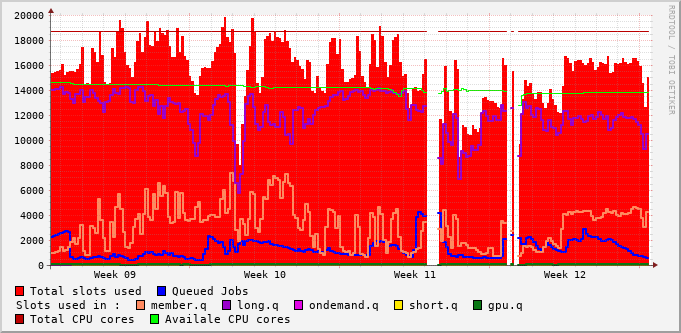 20000
18000
16000
14000
12000
10000
8000
6000
4000
2000
0
Week 09 Week 10 Week 11 Week 12
Total slots used Queued Jobs
Slots used in : member.q long.q ondemand.q short.q gpu.q
Total CPU cores Availale CPU cores
RRDTOOL / TOBI OETIKER